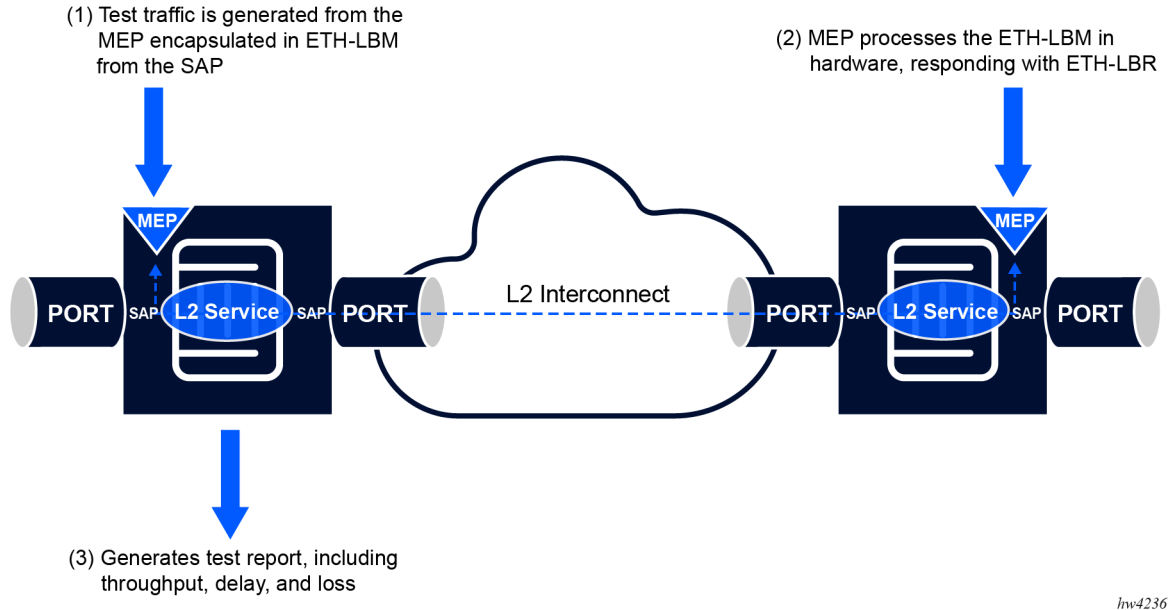 (1) Test traffic is generated from the
MEP encapsulated in ETH-LBM
from the SAP
(2) MEP processes the ETH-LBM in
hardware, responding with ETH-LBR
MEP
MEP
L2 Interconnect
PORT
SAP
L2 Service
SAP
PORT
PORT
SAP
L2 Service
SAP
PORT
(3) Generates test report, including
throughput, delay, and loss
hw4236